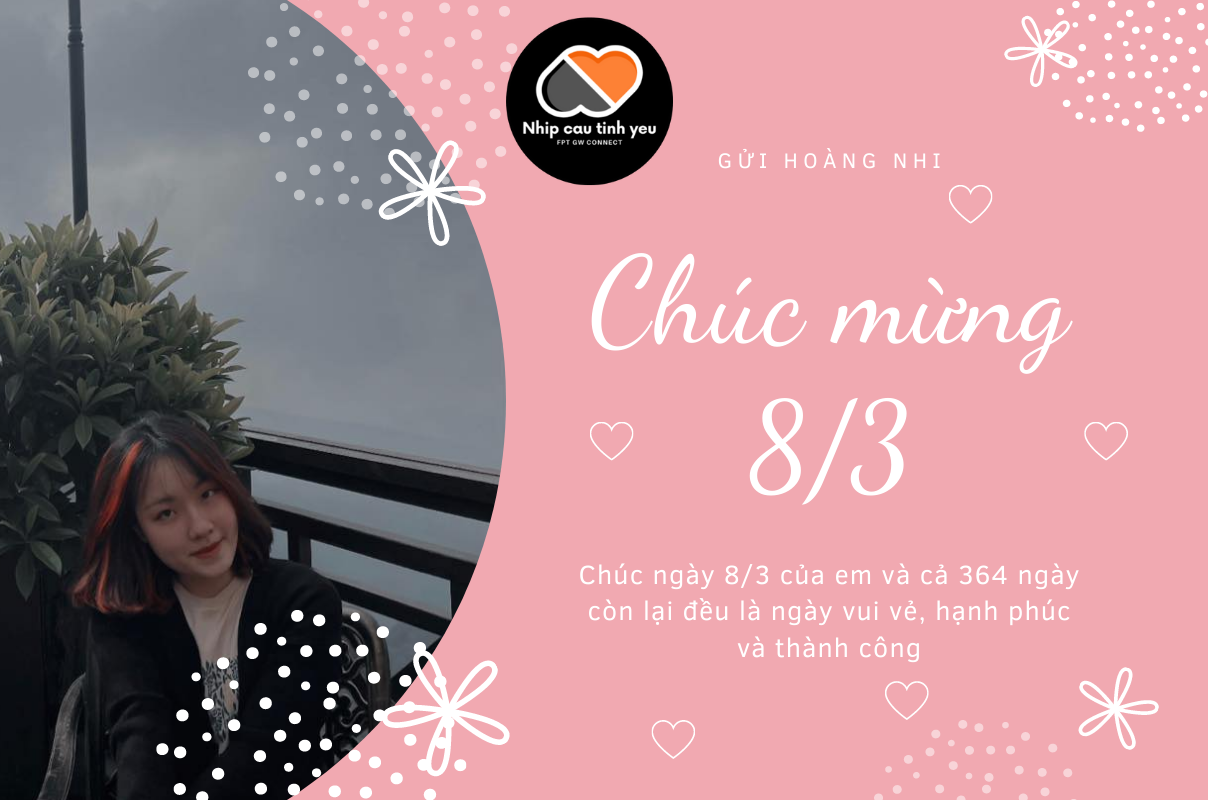 Nhip cau tinh yeu
FPT GW CONNECT
GỬI HOÀNG NHI
Chúc mừng
8/3
Chúc ngày 8/3 của em và cả 364 ngày
còn lại đều là ngày vui vẻ, hạnh phúc
và thành công